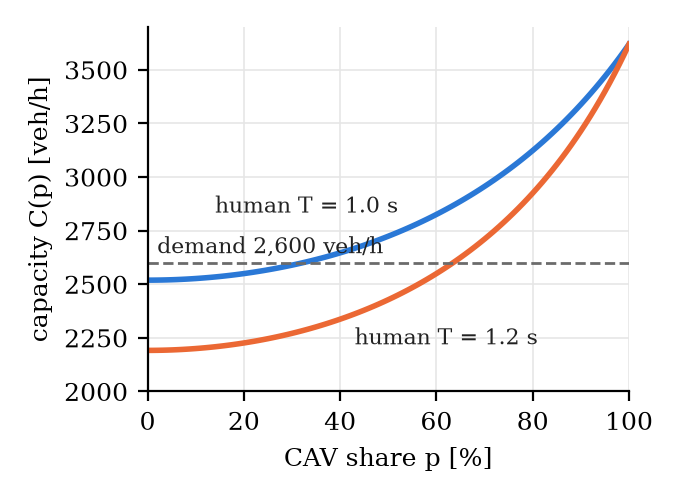 capacity C(p) [veh/h]
3500
3250
3000
2750
2500
2250
2000
human T = 1.0 s
demand 2,600 veh/h
human T = 1.2 s
0 20 40 60 80 100
CAV share p [%]